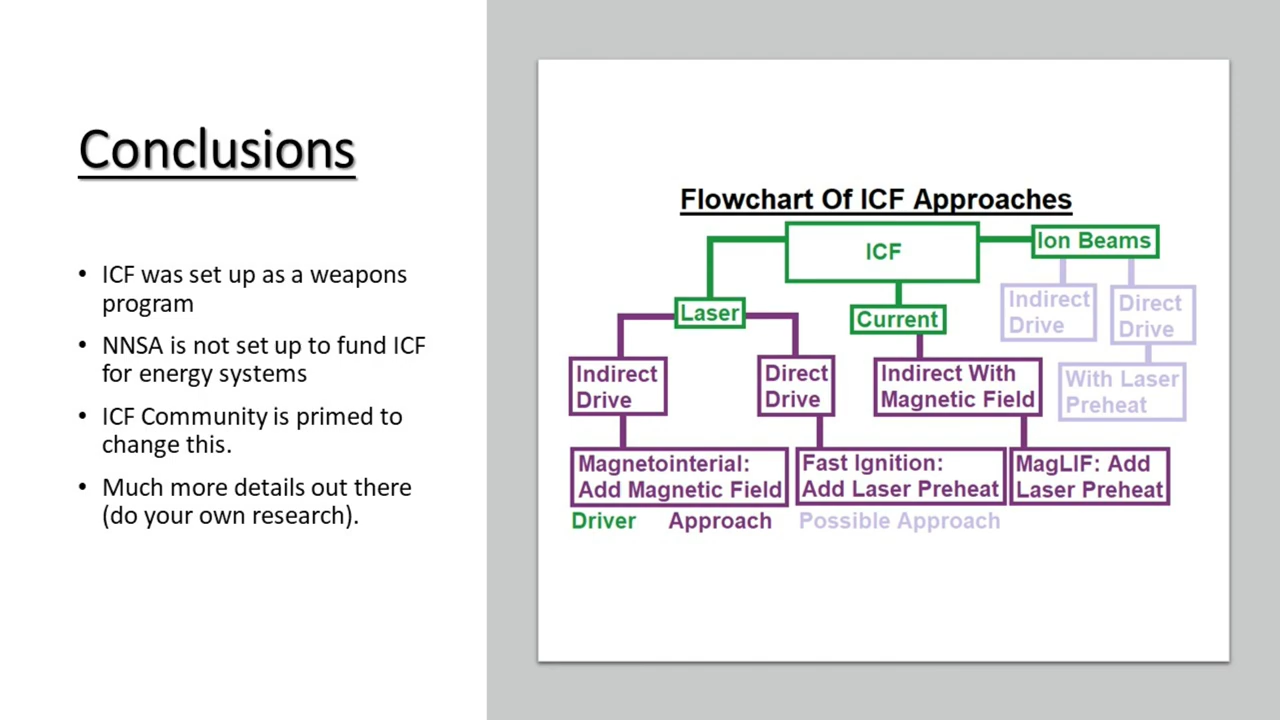 Conclusions
• ICF was set up as a weapons
program
• NNSA is not set up to fund ICF
for energy systems
• ICF Community is primed to
change this.
• Much more details out there
(do your own research).
Flowchart Of ICF Approaches
ICF
Ion Beams
Laser
Current
Indirect
Drive
Direct
Drive
Indirect
Drive
Direct
Drive
Indirect With
Magnetic Field
With Laser
Preheat
Magnetointerial:
Add Magnetic Field
Fast Ignition:
Add Laser Preheat
MagLIF: Add
Laser Preheat
Driver Approach Possible Approach